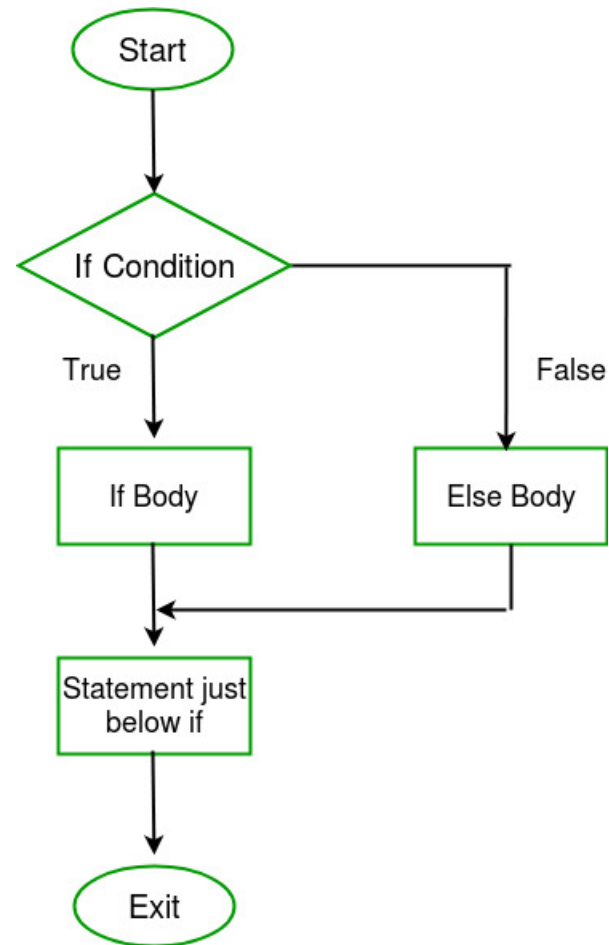 Start
If Condition
True
False
If Body
Else Body
Statement just
below if
Exit